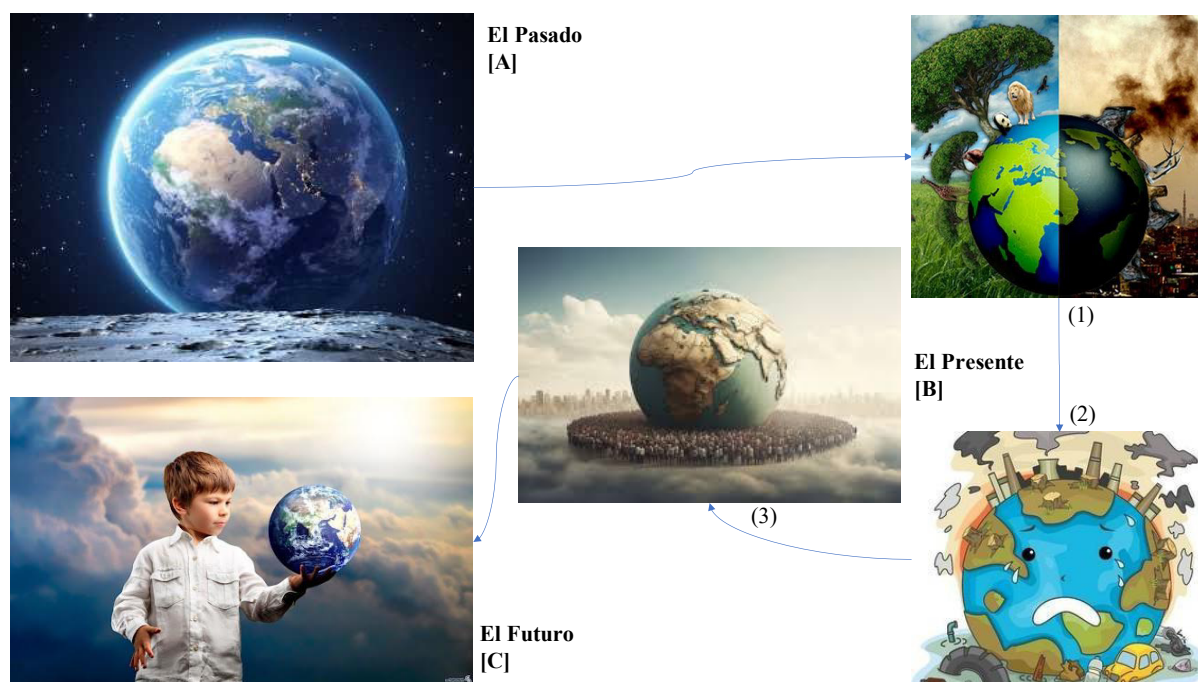 El Pasado
[A]
(1)
El Presente
[B]
(2)
(3)
El Futuro
[C]